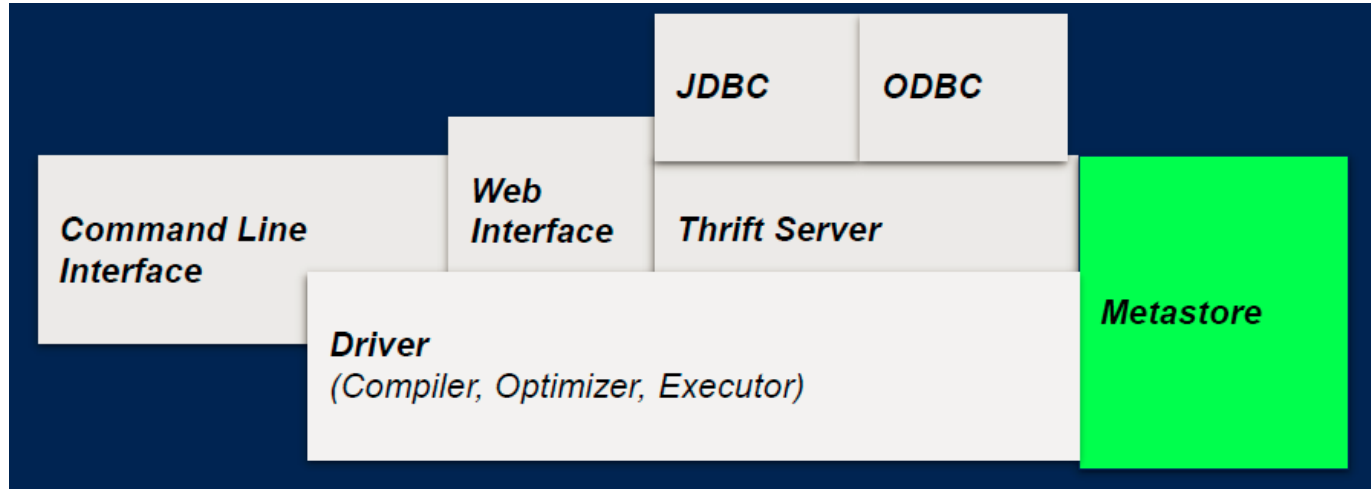 JDBC
ODBC
Web
Interface
Command Line
Interface
Thrift Server
Metastore
Driver
(Compiler, Optimizer, Executor)